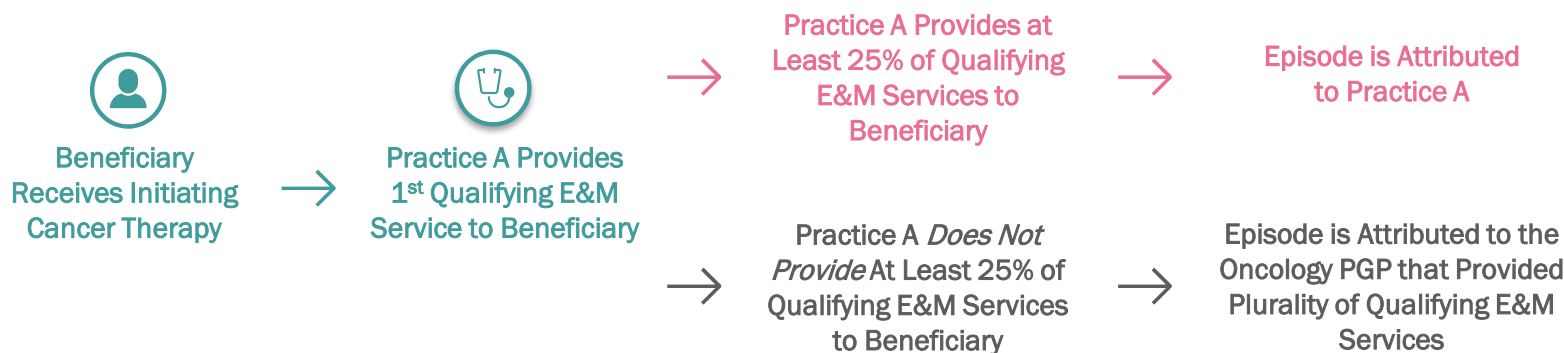 Beneficiary
Receives Initiating
Cancer Therapy
Practice A Provides
1st Qualifying E&M
Service to Beneficiary
Practice A Provides at
Least 25% of Qualifying
E&M Services to
Beneficiary
Episode is Attributed
to Practice A
Practice A Does Not
Provide At Least 25% of
Qualifying E&M Services
to Beneficiary
Episode is Attributed to the
Oncology PGP that Provided
Plurality of Qualifying E&M
Services